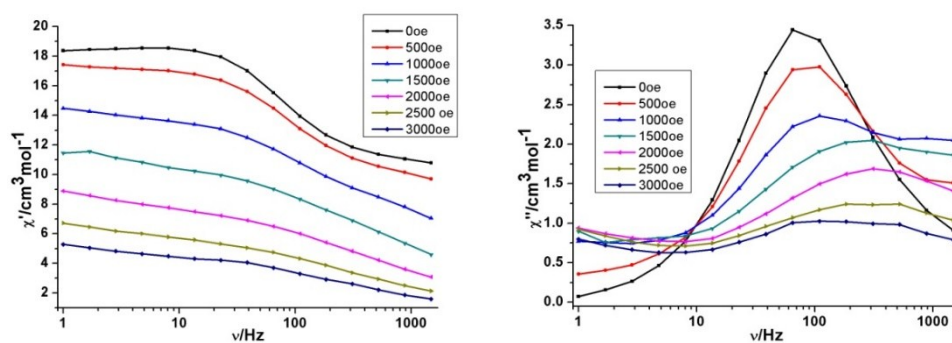 20
18
16
14
12
10
8
6
4
2
χ'/cm³mol⁻¹
0oe
500oe
1000oe
1500oe
2000oe
2500 oe
3000oe
1 10 100 1000
ν/Hz
3.5
3.0
2.5
2.0
1.5
1.0
0.5
0.0
χ''/cm³mol⁻¹
0oe
500oe
1000oe
1500oe
2000oe
2500 oe
3000oe
1 10 100 1000
ν/Hz